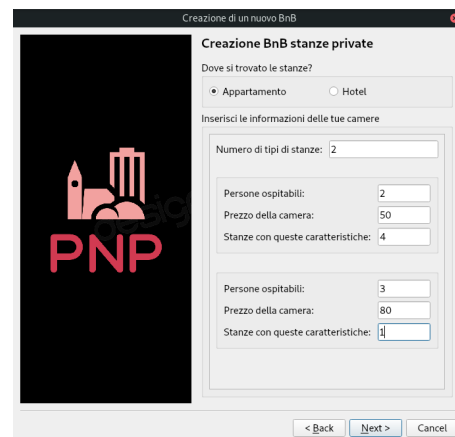 Creazione di un nuovo BnB
Creazione BnB stanze private
Dove si trovato le stanze?
Appartamento Hotel
Inserisci le informazioni delle tue camere
Numero di tipi di stanze: 2
Persone ospitabili: 2
Prezzo della camera: 50
Stanze con queste caratteristiche: 4
Persone ospitabili: 3
Prezzo della camera: 80
Stanze con queste caratteristiche: 1
PNP
< Back Next > Cancel